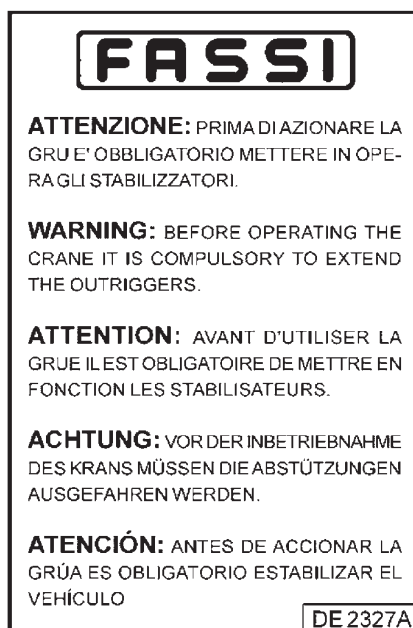 FASSI
ATTENZIONE: PRIMA DI AZIONARE LA
GRU E' OBBLIGATORIO METTERE IN OPE-
RA GLI STABILIZZATORI.
WARNING: BEFORE OPERATING THE
CRANE IT IS COMPULSORY TO EXTEND
THE OUTRIGGERS.
ATTENTION: AVANT D'UTILISER LA
GRUE IL EST OBLIGATOIRE DE METTRE EN
FONCTION LES STABILISATEURS.
ACHTUNG: VOR DER INBETRIEBNAHME
DES KRANS MÜSSEN DIE ABSTÜTZUNGEN
AUSGEFAHREN WERDEN.
ATENCIÓN: ANTES DE ACCIONAR LA
GRÚA ES OBLIGATORIO ESTABILIZAR EL
VEHÍCULO
DE 2327A